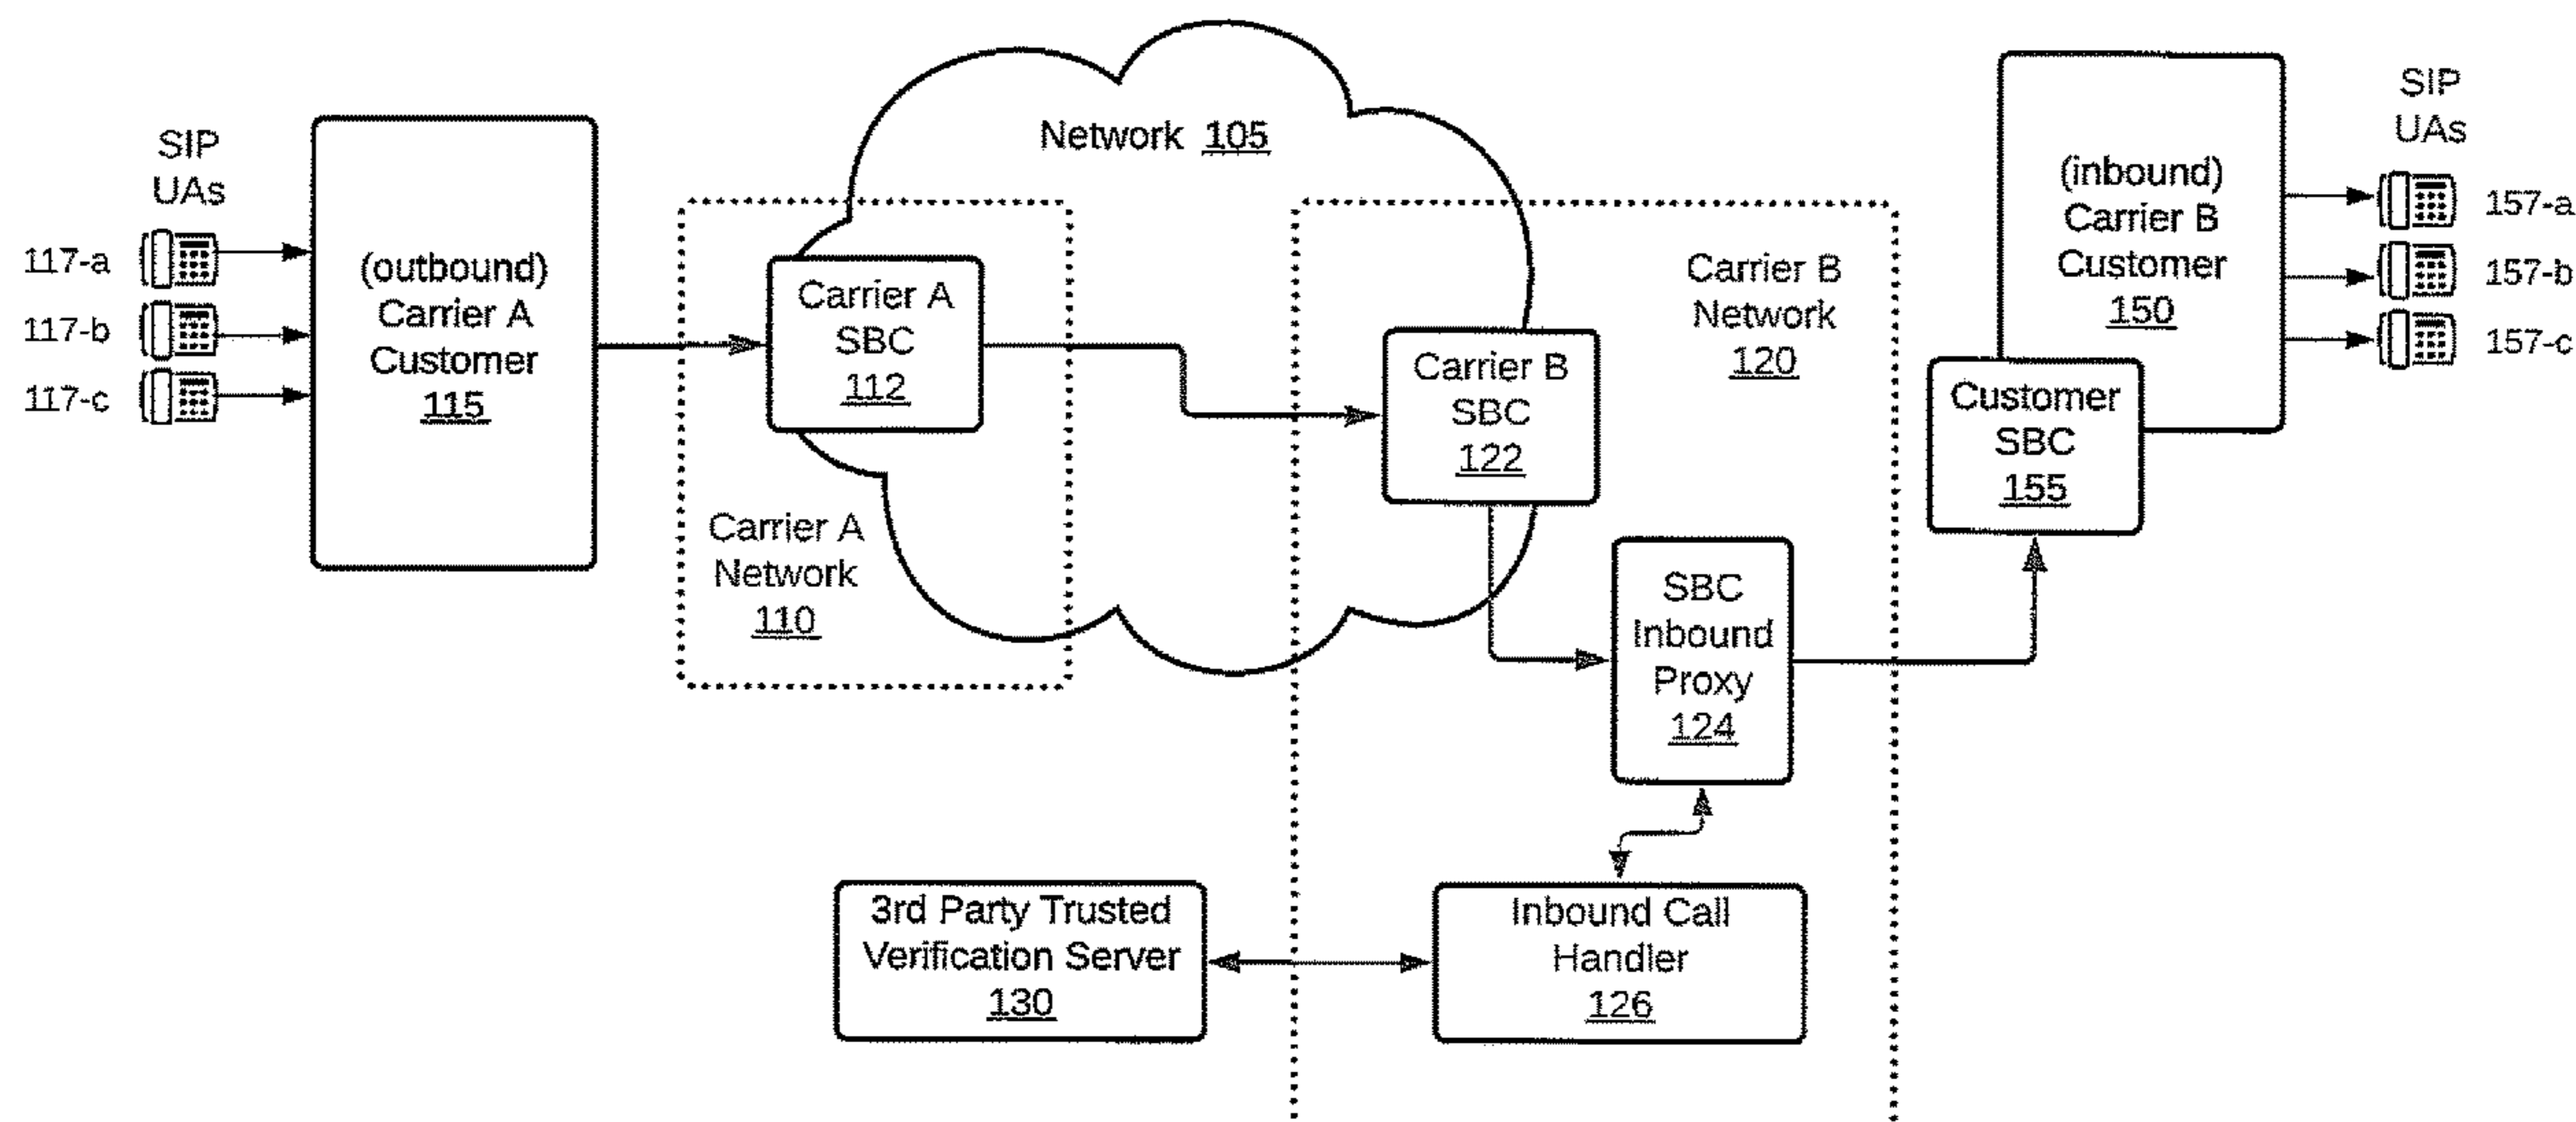 SIP
UAs
117-a
117-b
117-c
(outbound)
Carrier A
Customer
115
Network 105
Carrier A
SBC
112
Carrier A
Network
110
Carrier B
SBC
122
Carrier B
Network
120
SBC
Inbound
Proxy
124
3rd Party Trusted
Verification Server
130
Inbound Call
Handler
126
(inbound)
Carrier B
Customer
150
Customer
SBC
155
SIP
UAs
157-a
157-b
157-c